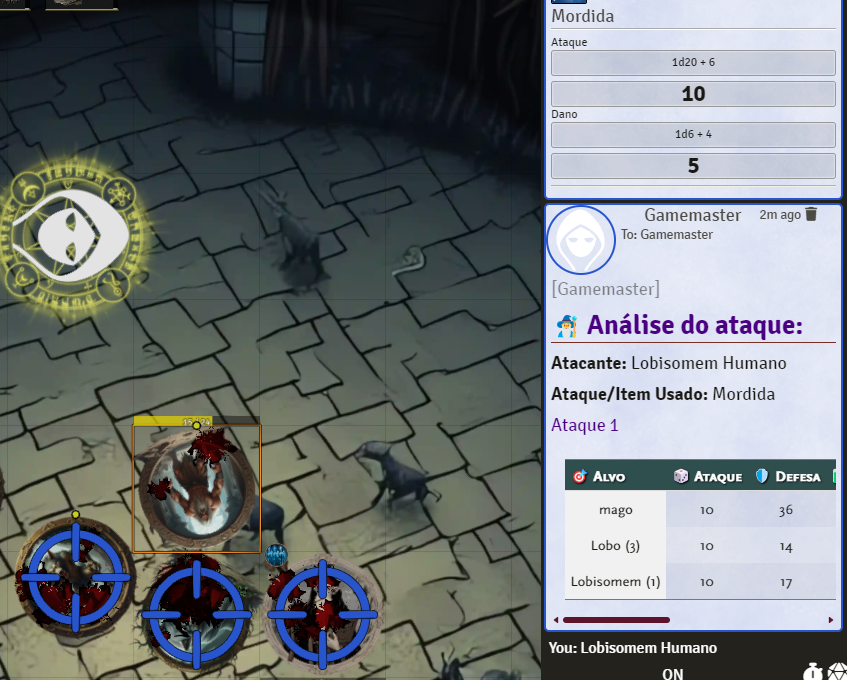 Mordida
Ataque
1d20 + 6
10
Dano
1d6 + 4
5
Gamemaster 2m ago
To: Gamemaster
[Gamemaster]
Análise do ataque:
Atacante: Lobisomem Humano
Ataque/Item Usado: Mordida
Ataque 1
Alvo Ataque Defesa
mago 10 36
Lobo (3) 10 14
Lobisomem (1) 10 17
You: Lobisomem Humano
ON